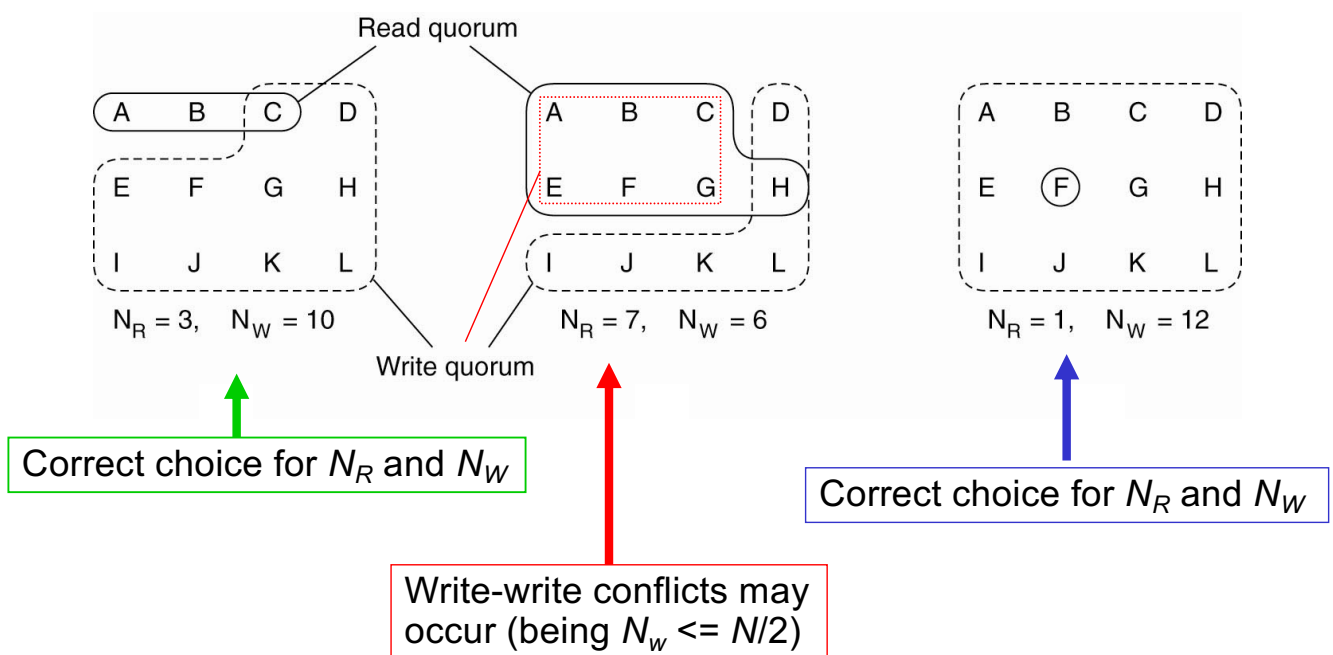 Read quorum
A B C D
E F G H
I J K L
N_R = 3, N_W = 10
A B C D
E F G H
I J K L
N_R = 7, N_W = 6
A B C D
E F G H
I J K L
N_R = 1, N_W = 12
Write quorum
Correct choice for N_R and N_W
Write-write conflicts may
occur (being N_w <= N/2)
Correct choice for N_R and N_W